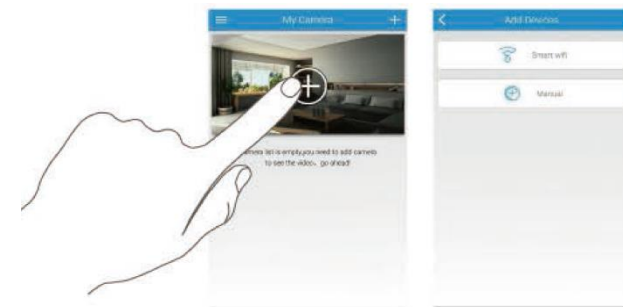 My Camera
amera list is empty,you need to add camera
to see the video, go ahead!
Add Devices
Smart wifi
Manual